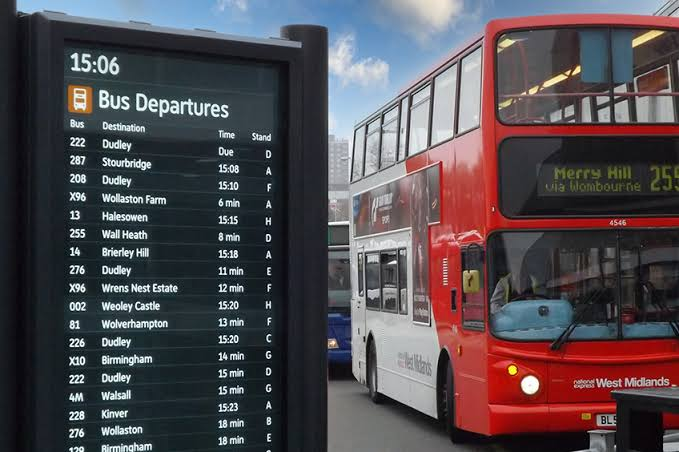 15:06
Bus Departures
Bus Destination Time Stand
222 Dudley Due D
287 Stourbridge 15:08 A
208 Dudley 15:10 F
X96 Wollaston Farm 6 min A
13 Halesowen 15:15 H
255 Wall Heath 8 min D
14 Brierley Hill 15:18 A
276 Dudley 11 min E
X96 Wrens Nest Estate 12 min F
002 Weoley Castle 15:20 H
81 Wolverhampton 13 min F
226 Dudley 15:20 C
X10 Birmingham 14 min G
222 Dudley 15 min D
4M Walsall 15 min G
228 Kinver 15:23 A
276 Wollaston 18 min B
129 Birmingham 18 min E
Merry Hill 255
via Wombourne
4546
national express West Midlands
national express West Midlands